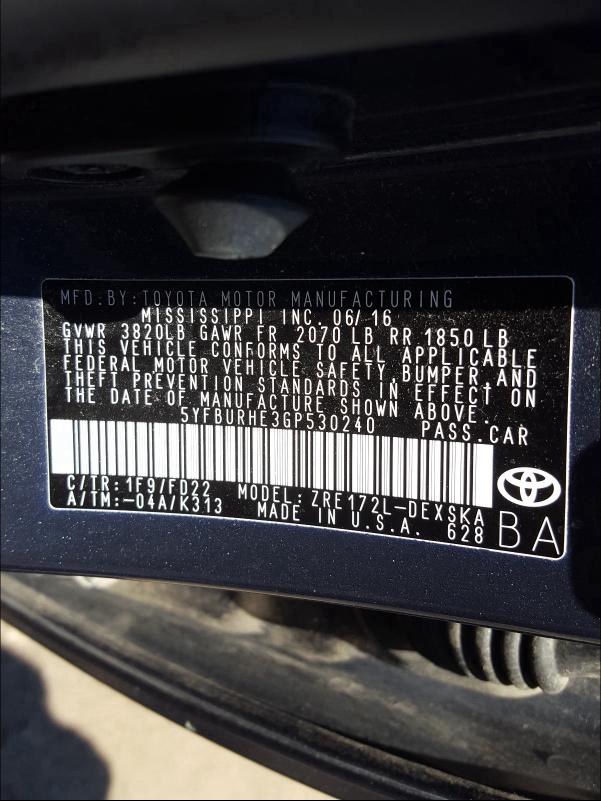 MFD.BY:TOYOTA MOTOR MANUFACTURING
MISSISSIPPI INC. 06/16
GVWR 3820LB GAWR FR 2070 LB RR 1850 LB
THIS VEHICLE CONFORMS TO ALL APPLICABLE
FEDERAL MOTOR VEHICLE SAFETY, BUMPER, AND
THEFT PREVENTION STANDARDS IN EFFECT ON
THE DATE OF MANUFACTURE SHOWN ABOVE.
5YFBURHE3GP530240 PASS.CAR
C/TR: 1F9/FD22 MODEL: ZRE172L-DEXSKA
A/TM:-04A/K313 MADE IN U.S.A. 628
BA